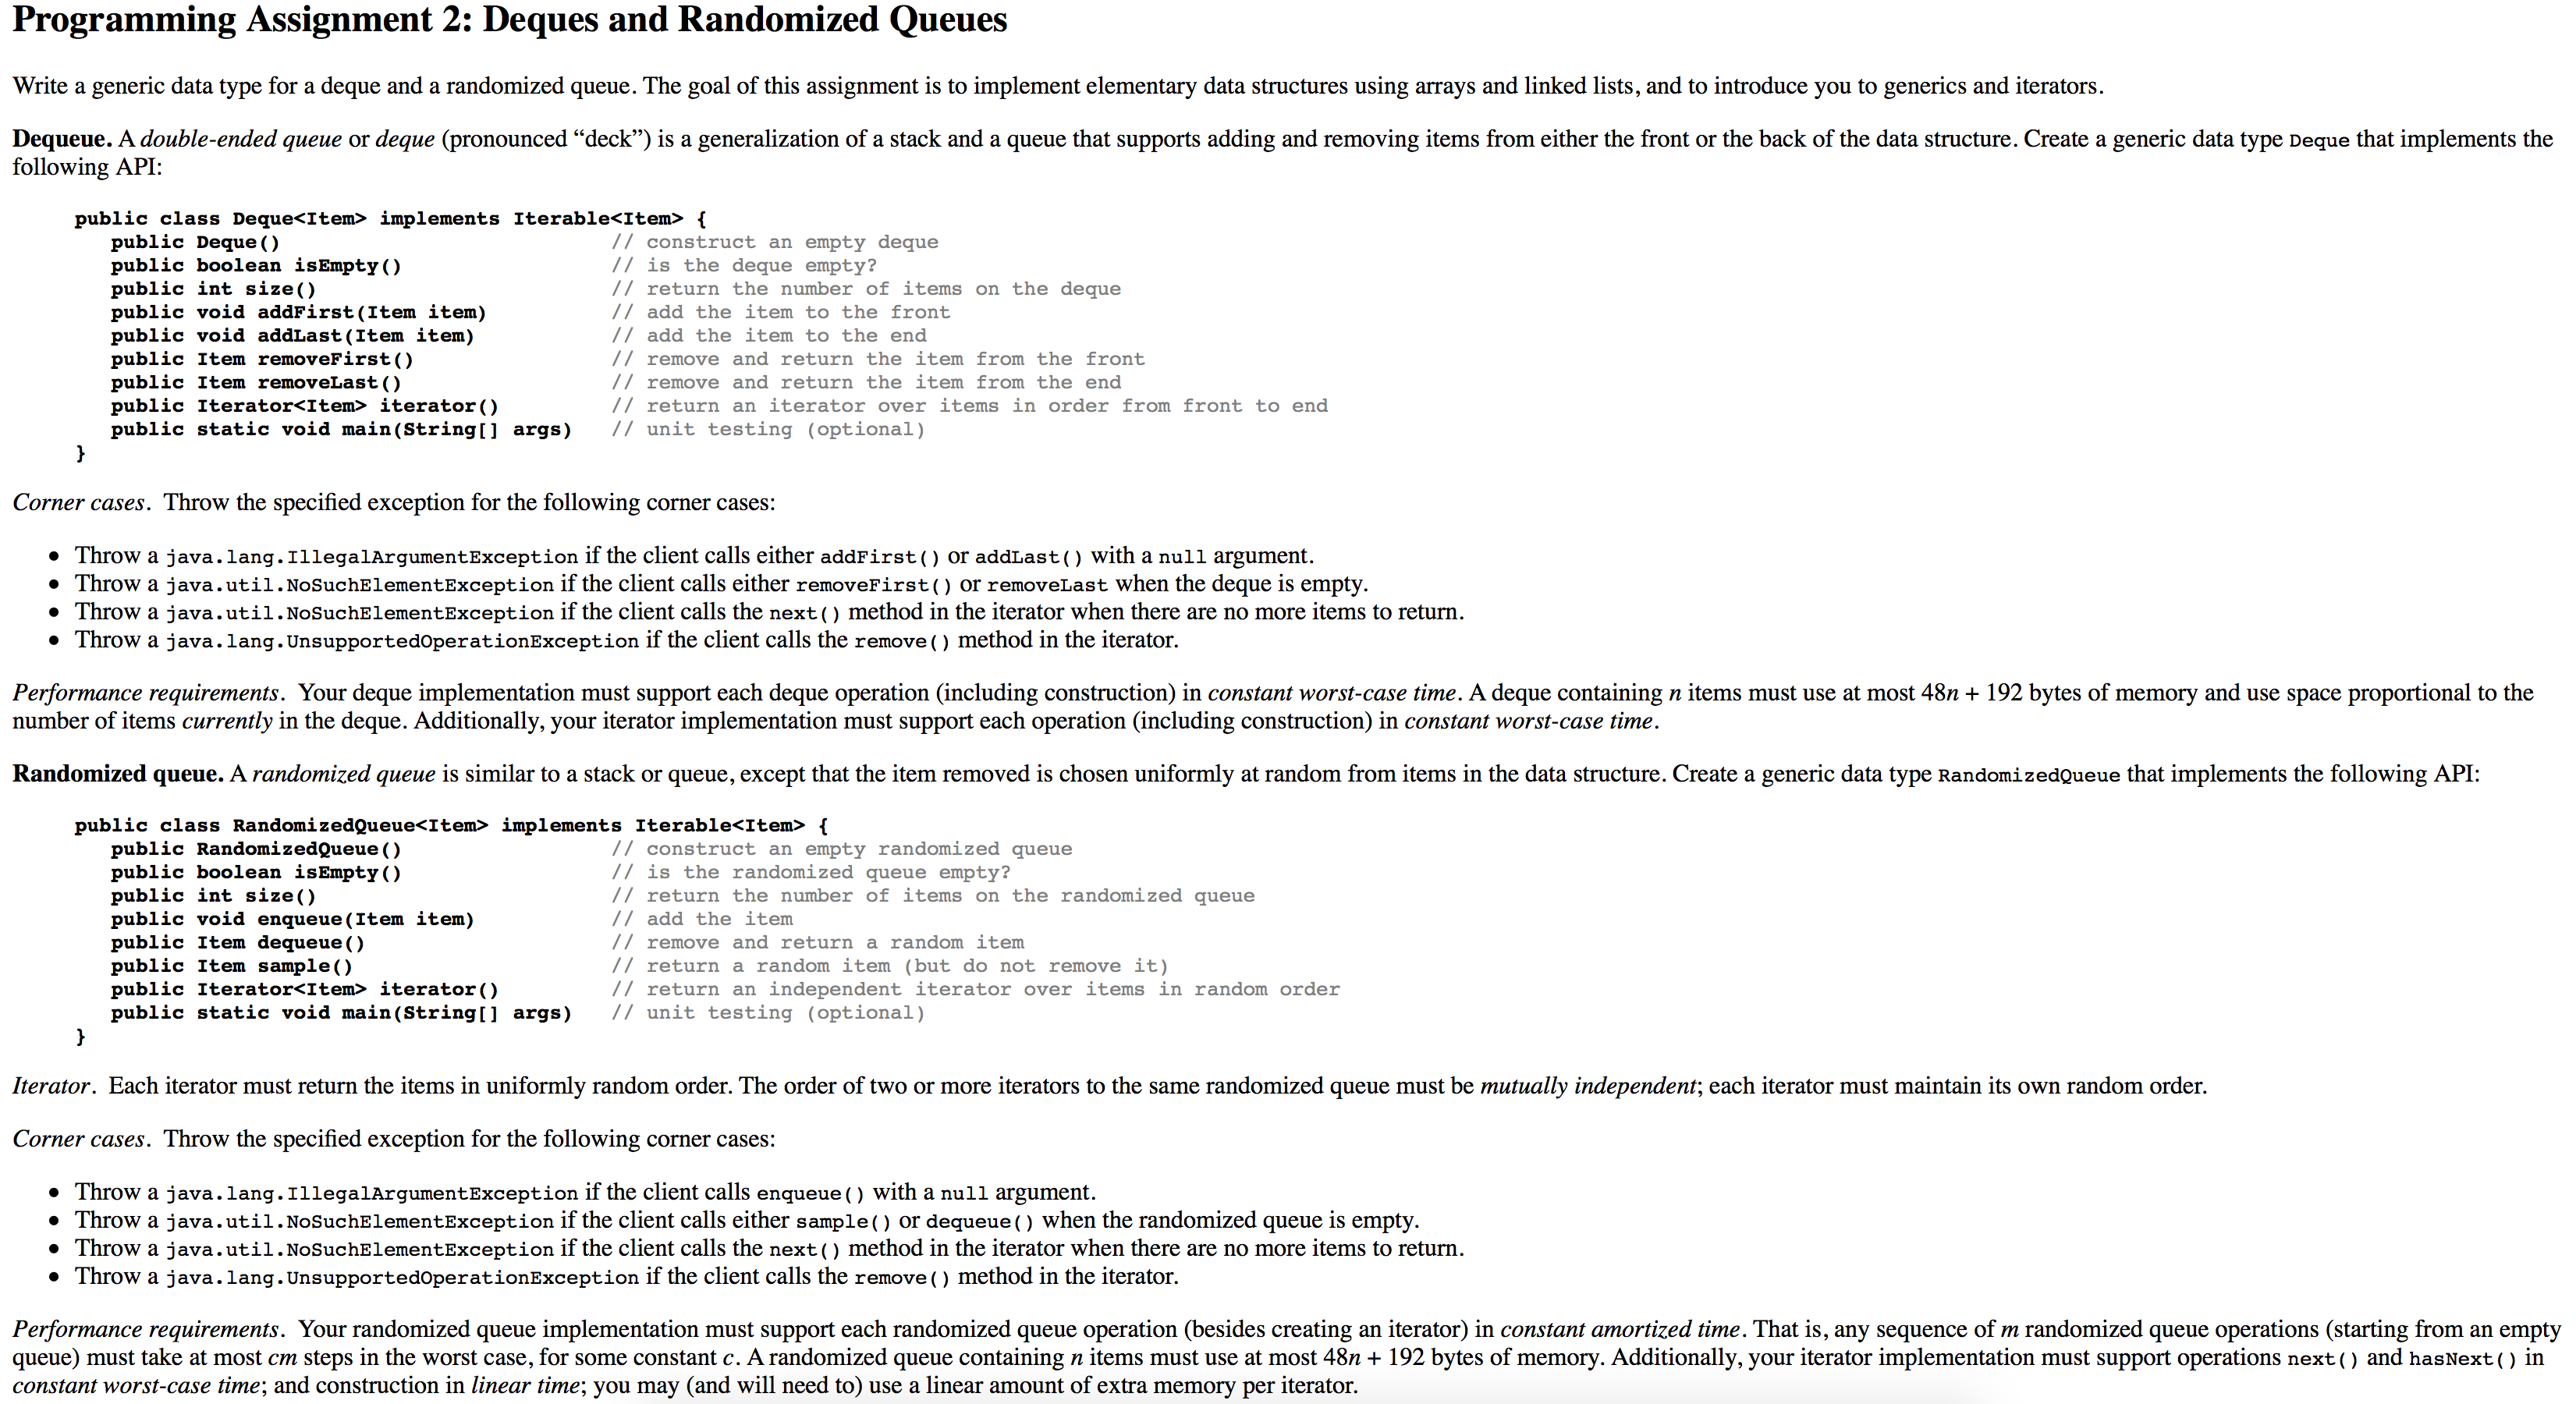 Programming Assignment 2: Deques and Randomized Queues
Write a generic data type for a deque and a randomized queue. The goal of this assignment is to implement elementary data structures using arrays and linked lists, and to introduce you to generics and iterators.
Dequeue. A double-ended queue or deque (pronounced “deck”) is a generalization of a stack and a queue that supports adding and removing items from either the front or the back of the data structure. Create a generic data type Deque that implements the
following API:
public class Deque<Item> implements Iterable<Item> {
   public Deque()                           // construct an empty deque
   public boolean isEmpty()                 // is the deque empty?
   public int size()                        // return the number of items on the deque
   public void addFirst(Item item)          // add the item to the front
   public void addLast(Item item)           // add the item to the end
   public Item removeFirst()                // remove and return the item from the front
   public Item removeLast()                 // remove and return the item from the end
   public Iterator<Item> iterator()         // return an iterator over items in order from front to end
   public static void main(String[] args)   // unit testing (optional)
}
Corner cases. Throw the specified exception for the following corner cases:
• Throw a java.lang.IllegalArgumentException if the client calls either addFirst() or addLast() with a null argument.
• Throw a java.util.NoSuchElementException if the client calls either removeFirst() or removeLast when the deque is empty.
• Throw a java.util.NoSuchElementException if the client calls the next() method in the iterator when there are no more items to return.
• Throw a java.lang.UnsupportedOperationException if the client calls the remove() method in the iterator.
Performance requirements. Your deque implementation must support each deque operation (including construction) in constant worst-case time. A deque containing n items must use at most 48n + 192 bytes of memory and use space proportional to the
number of items currently in the deque. Additionally, your iterator implementation must support each operation (including construction) in constant worst-case time.
Randomized queue. A randomized queue is similar to a stack or queue, except that the item removed is chosen uniformly at random from items in the data structure. Create a generic data type RandomizedQueue that implements the following API:
public class RandomizedQueue<Item> implements Iterable<Item> {
   public RandomizedQueue()                 // construct an empty randomized queue
   public boolean isEmpty()                 // is the randomized queue empty?
   public int size()                        // return the number of items on the randomized queue
   public void enqueue(Item item)           // add the item
   public Item dequeue()                    // remove and return a random item
   public Item sample()                     // return a random item (but do not remove it)
   public Iterator<Item> iterator()         // return an independent iterator over items in random order
   public static void main(String[] args)   // unit testing (optional)
}
Iterator. Each iterator must return the items in uniformly random order. The order of two or more iterators to the same randomized queue must be mutually independent; each iterator must maintain its own random order.
Corner cases. Throw the specified exception for the following corner cases:
• Throw a java.lang.IllegalArgumentException if the client calls enqueue() with a null argument.
• Throw a java.util.NoSuchElementException if the client calls either sample() or dequeue() when the randomized queue is empty.
• Throw a java.util.NoSuchElementException if the client calls the next() method in the iterator when there are no more items to return.
• Throw a java.lang.UnsupportedOperationException if the client calls the remove() method in the iterator.
Performance requirements. Your randomized queue implementation must support each randomized queue operation (besides creating an iterator) in constant amortized time. That is, any sequence of m randomized queue operations (starting from an empty
queue) must take at most cm steps in the worst case, for some constant c. A randomized queue containing n items must use at most 48n + 192 bytes of memory. Additionally, your iterator implementation must support operations next() and hasNext() in
constant worst-case time; and construction in linear time; you may (and will need to) use a linear amount of extra memory per iterator.